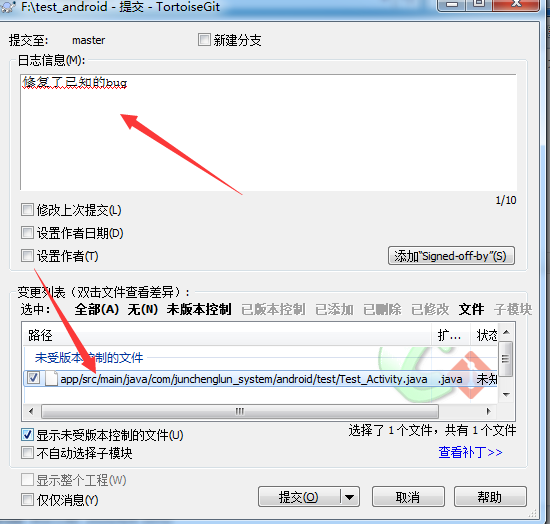 F:\test_android - 提交 - TortoiseGit
提交至: master 新建分支
日志信息(M):
修复了已知的bug
1/10
修改上次提交(L)
设置作者日期(D)
设置作者(T) 添加"Signed-off-by"(S)
变更列表（双击文件查看差异）:
选中: 全部(A) 无(N) 未版本控制 已版本控制 已添加 已删除 已修改 文件 子模块
路径 扩... 状态
未受版本控制的文件
app/src/main/java/com/junchenglun_system/android/test/Test_Activity.java .java 未知
显示未受版本控制的文件(U) 选择了 1 个文件，共有 1 个文件
不自动选择子模块 查看补丁>>
显示整个工程(W)
仅仅消息(Y) 提交(O) 取消 帮助